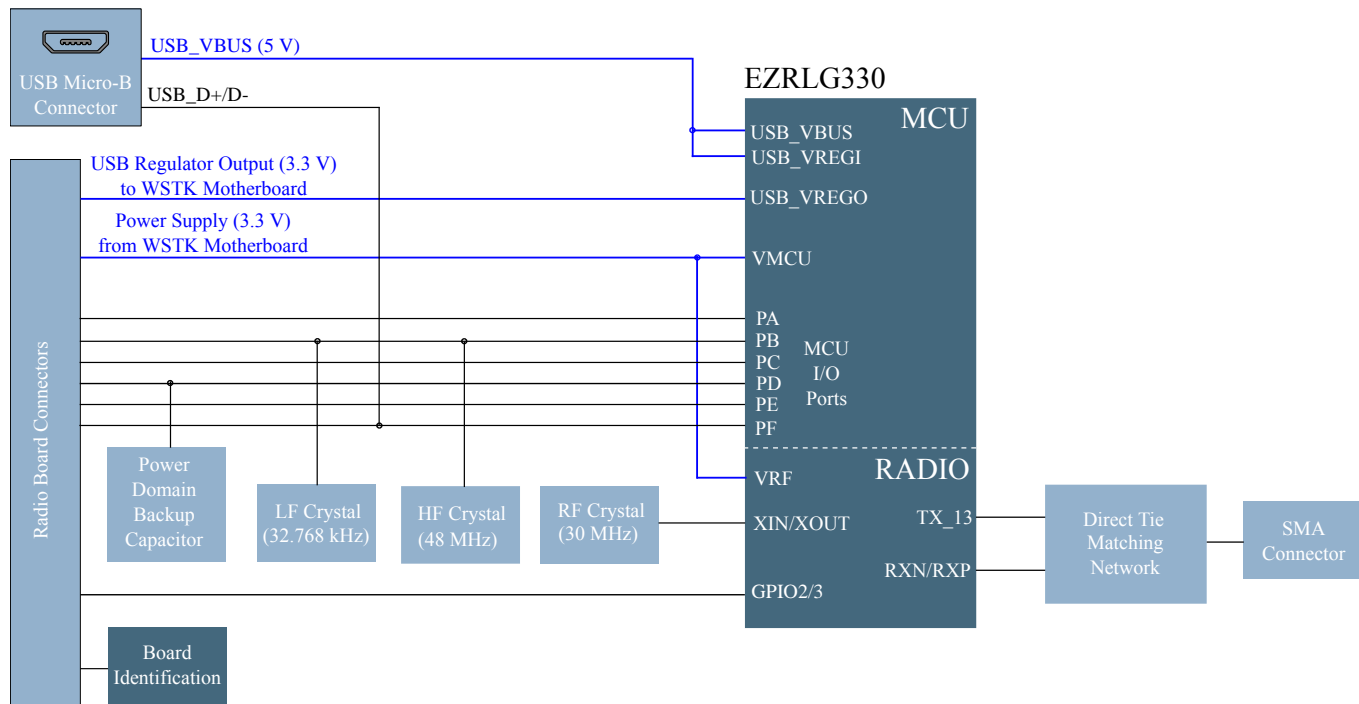 USB Micro-B
Connector
USB_VBUS (5 V)
USB_D+/D-
USB Regulator Output (3.3 V)
to WSTK Motherboard
Power Supply (3.3 V)
from WSTK Motherboard
Radio Board Connectors
EZRLG330
MCU
USB_VBUS
USB_VREGI
USB_VREGO
VMCU
PA
PB
PC
PD
PE
PF
MCU
I/O
Ports
RADIO
VRF
XIN/XOUT
GPIO2/3
TX_13
RXN/RXP
Power
Domain
Backup
Capacitor
LF Crystal
(32.768 kHz)
HF Crystal
(48 MHz)
RF Crystal
(30 MHz)
Direct Tie
Matching
Network
SMA
Connector
Board
Identification